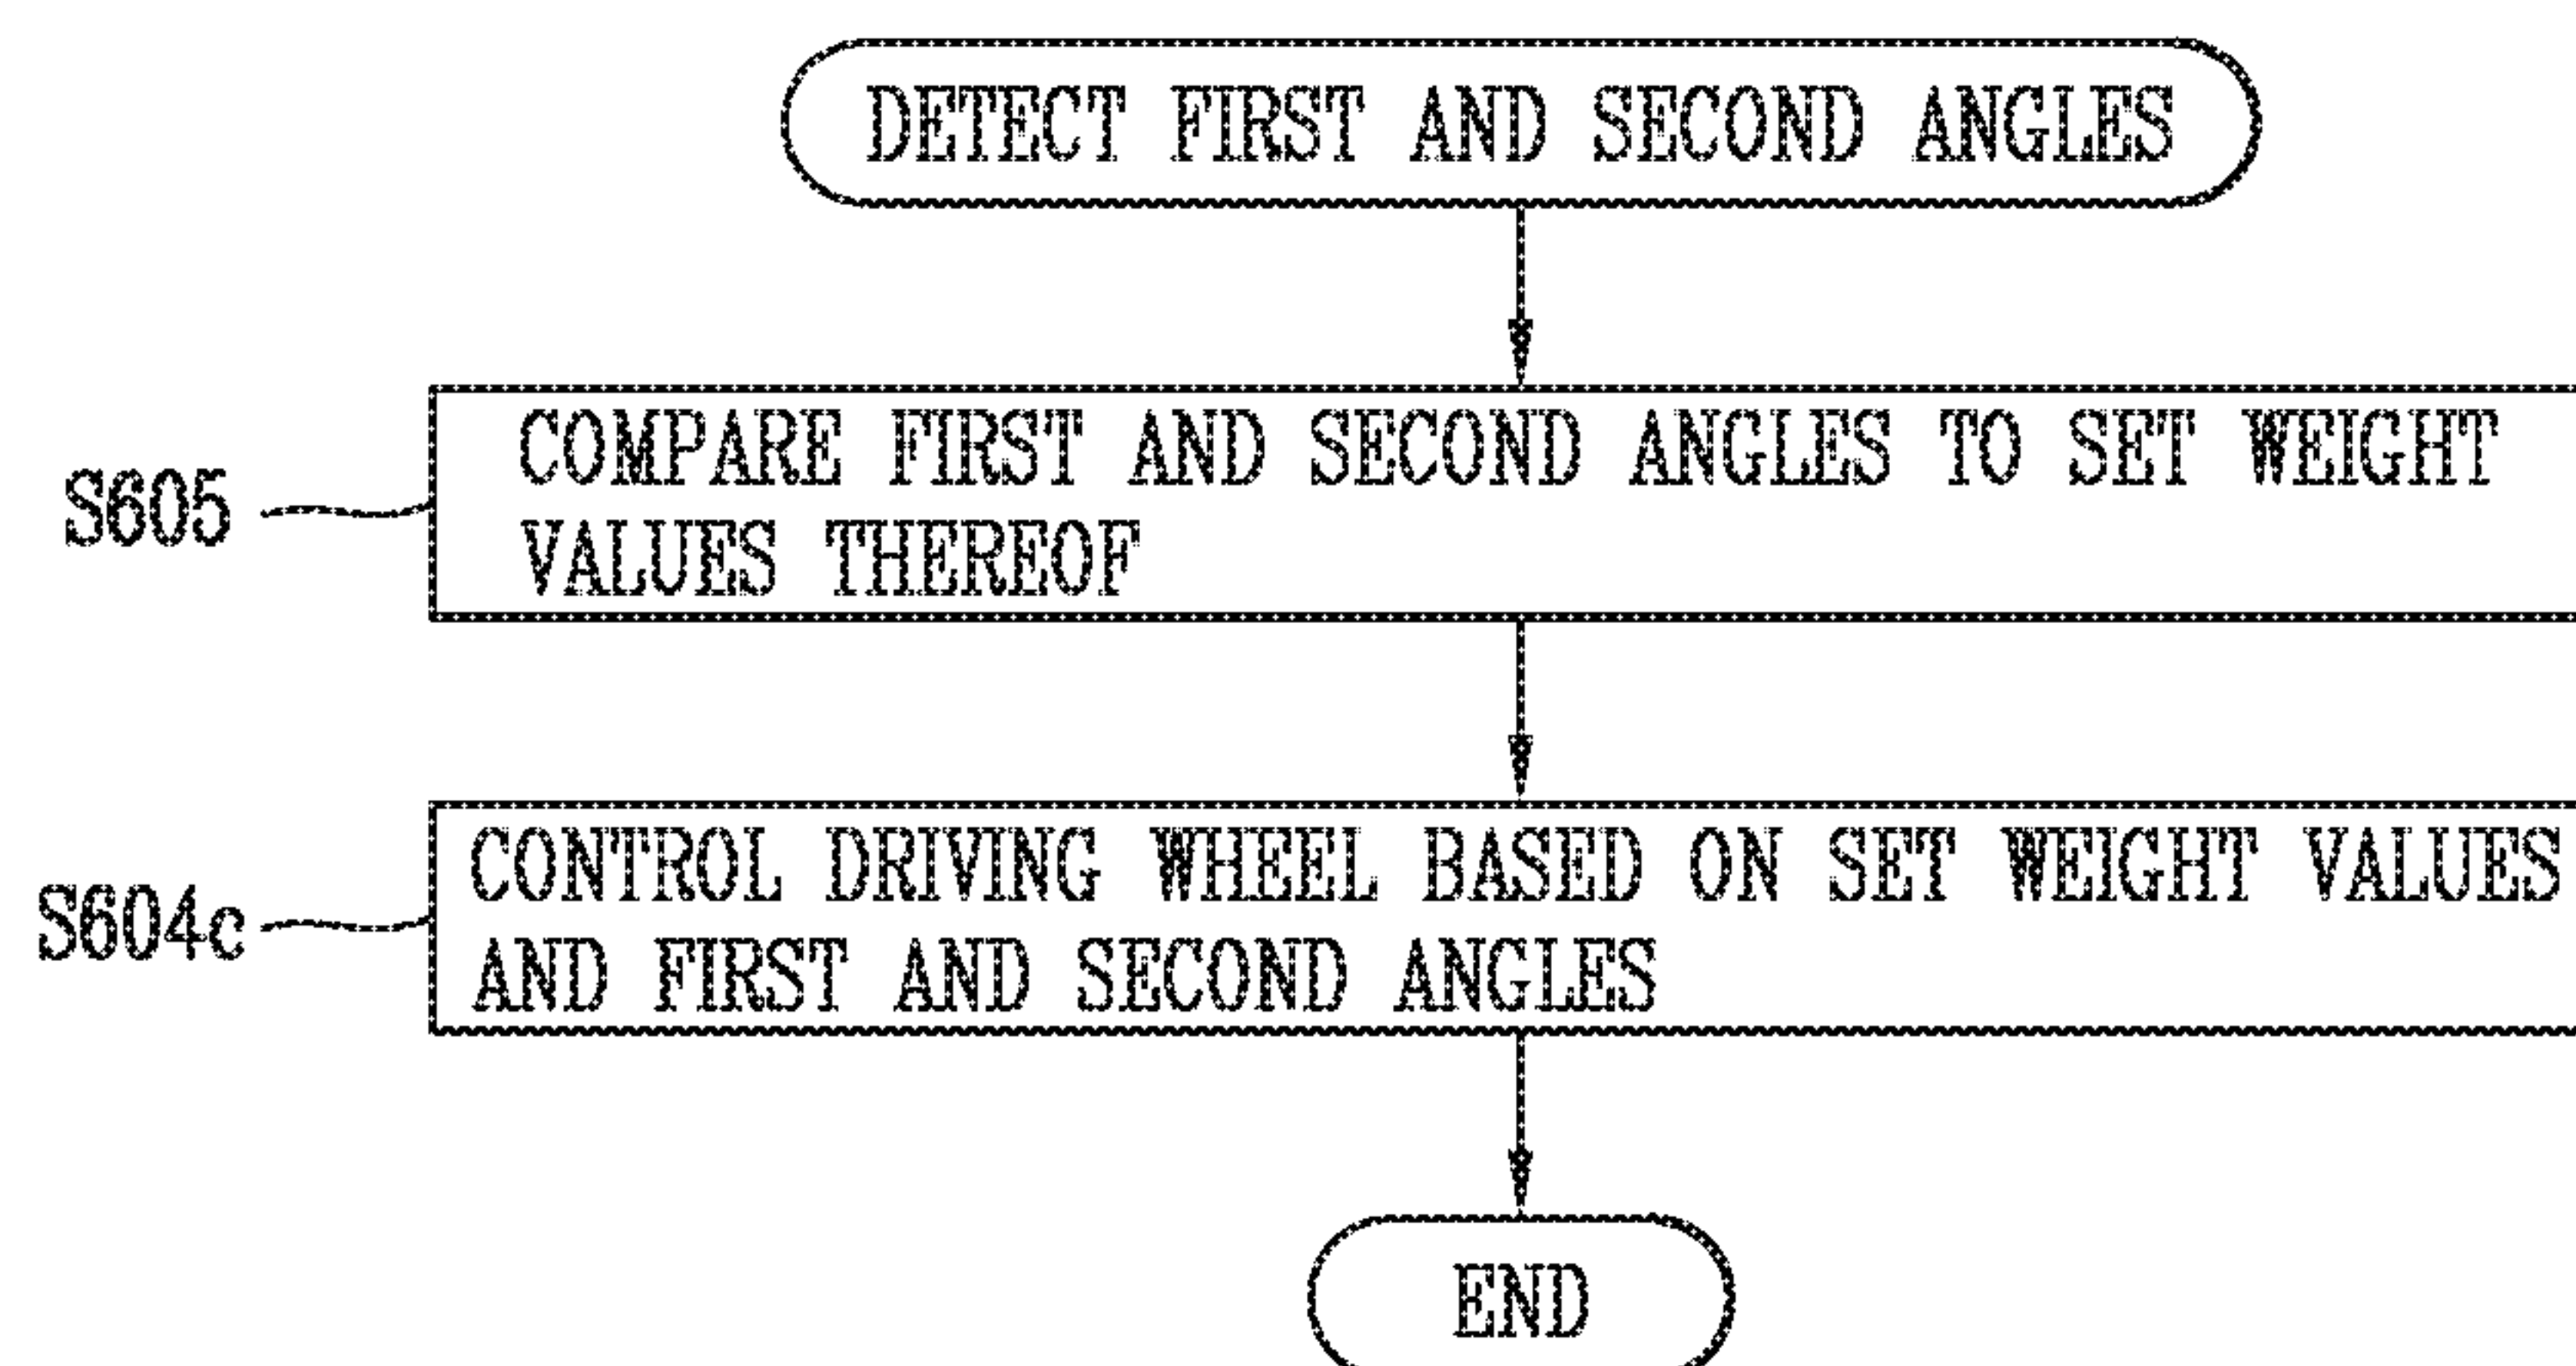 DETECT FIRST AND SECOND ANGLES
COMPARE FIRST AND SECOND ANGLES TO SET WEIGHT
S605
VALUES THEREOF
CONTROL DRIVING WHEEL BASED ON SET WEIGHT VALUES
S604c
AND FIRST AND SECOND ANGLES
END